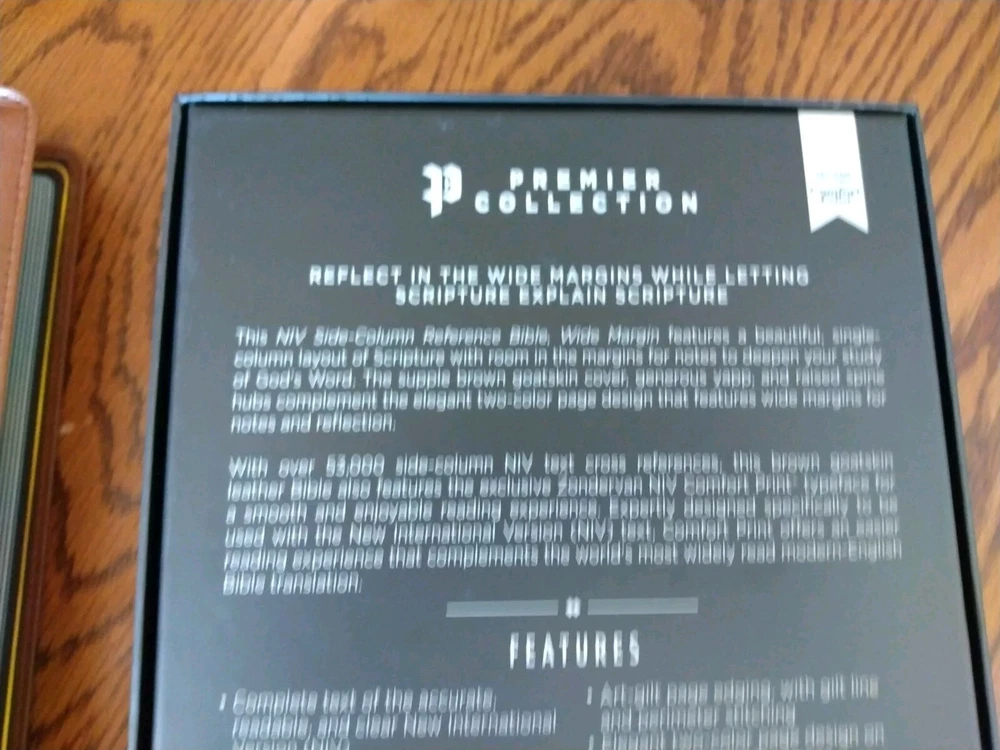 PREMIER
COLLECTION
REFLECT IN THE WIDE MARGINS WHILE LETTING
SCRIPTURE EXPLAIN SCRIPTURE
This NIV Side-Column Reference Bible, Wide Margin features a beautiful, single-
column layout of Scripture with room in the margins for notes to deepen your study
of God's Word. The supple brown goatskin cover, generous yapp, and raised spine
hubs complement the elegant two-color page design that features wide margins for
notes and reflection.
With over 53,000 side-column NIV text cross references, this brown goatskin
leather Bible also features the exclusive Zondervan NIV Comfort Print® typeface for
a smooth and enjoyable reading experience. Expertly designed specifically to be
used with the New International Version (NIV) text, Comfort Print offers an easier
reading experience that complements the world's most widely read modern-English
Bible translation.
FEATURES
Complete text of the accurate,
readable, and clear New International
Version (NIV)
Art-gilt page edging, with gilt line
and perimeter stitching
page design on